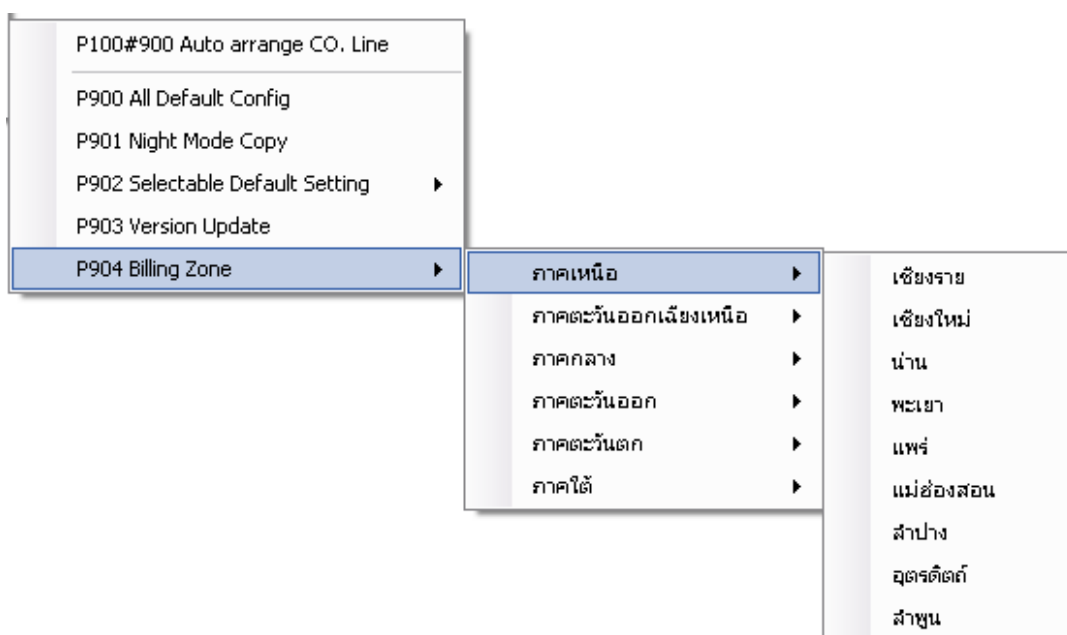 P100#900 Auto arrange CO. Line
P900 All Default Config
P901 Night Mode Copy
P902 Selectable Default Setting
P903 Version Update
P904 Billing Zone
ภาคเหนือ
ภาคตะวันออกเฉียงเหนือ
ภาคกลาง
ภาคตะวันออก
ภาคตะวันตก
ภาคใต้
เชียงราย
เชียงใหม่
น่าน
พะเยา
แพร่
แม่ฮ่องสอน
ลำปาง
อุตรดิตถ์
ลำพูน